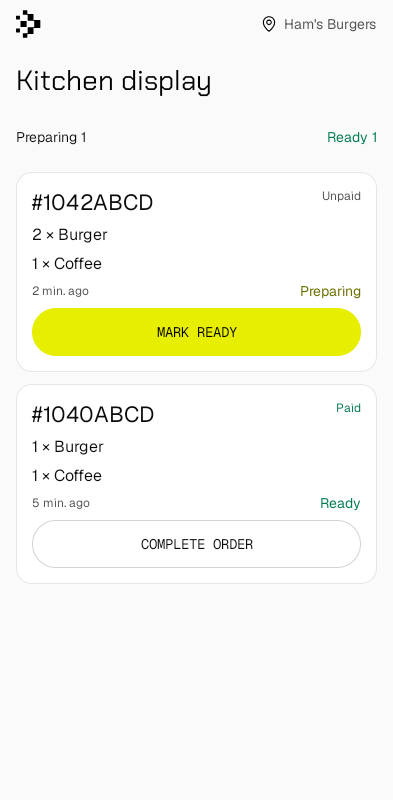 Ham's Burgers
Kitchen display
Preparing 1
Ready 1
#1042ABCD
Unpaid
2 × Burger
1 × Coffee
2 min. ago
Preparing
MARK READY
#1040ABCD
Paid
1 × Burger
1 × Coffee
5 min. ago
Ready
COMPLETE ORDER